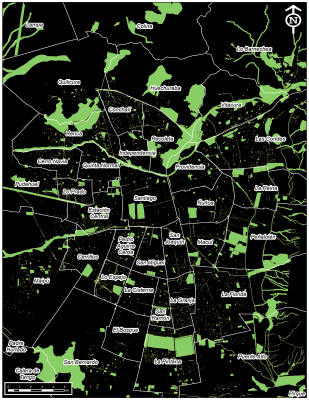 N
Lampa
Colina
Lo Barnechea
Quilicura
Huechuraba
Conchalí
Vitacura
Renca
Recoleta
Las Condes
Independencia
Cerro Navia
Quinta Normal
Providencia
Pudahuel
Lo Prado
La Reina
Santiago
Ñuñoa
Estación
Central
Pedro
Aguirre
Cerda
San
Joaquín
Macul
Peñalolén
Cerrillos
San Miguel
Lo Espejo
Maipú
La Cisterna
La Granja
La Florida
San
Ramón
El Bosque
Padre
Hurtado
Calera de
Tango
San Bernardo
La Pintana
Puente Alto
Pirque